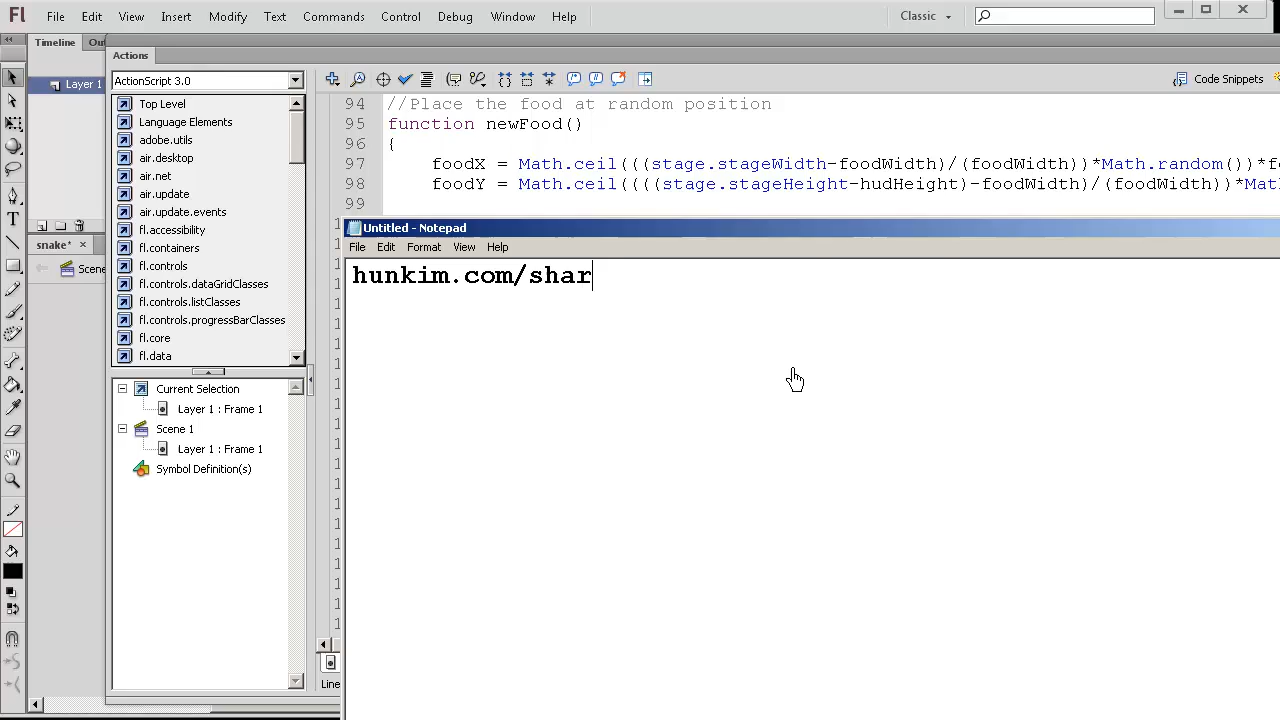 Fl File Edit View Insert Modify Text Commands Control Debug Window Help Classic
Timeline
Actions
Layer 1
ActionScript 3.0
Code Snippets
Top Level
Language Elements
adobe.utils
air.desktop
air.net
air.update
air.update.events
fl.accessibility
fl.containers
fl.controls
fl.controls.dataGridClasses
fl.controls.listClasses
fl.controls.progressBarClasses
fl.core
fl.data
snake*
Scene
Current Selection
Layer 1 : Frame 1
Scene 1
Layer 1 : Frame 1
Symbol Definition(s)
94 //Place the food at random position
95 function newFood()
96 {
97 foodX = Math.ceil(((stage.stageWidth-foodWidth)/(foodWidth))*Math.random())*
98 foodY = Math.ceil((((stage.stageHeight-hudHeight)-foodWidth)/(foodWidth))*
99
Untitled - Notepad
File Edit Format View Help
hunkim.com/shar
Line